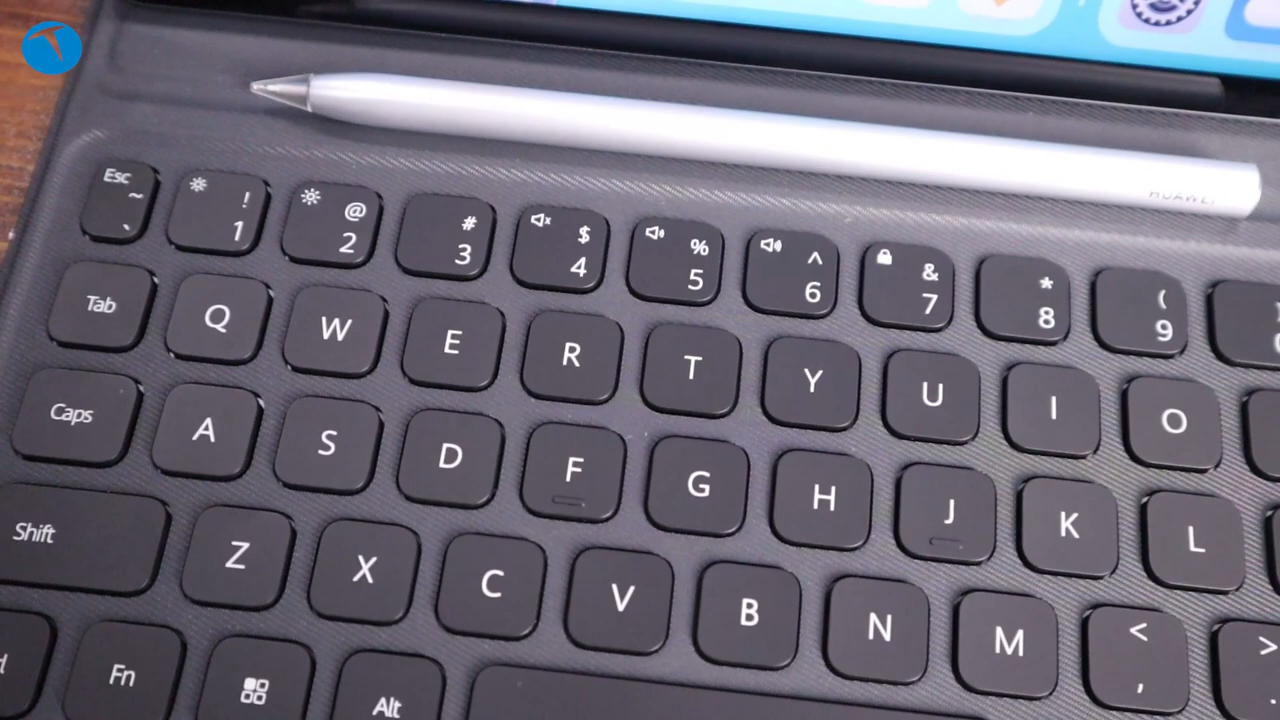 HUAWEI
Esc ~ `
! 1
@ 2
# 3
$ 4
% 5
^ 6
& 7
* 8
( 9
Tab Q W E R T Y U I O
Caps A S D F G H J K L
Shift Z X C V B N M < , >
Fn Alt